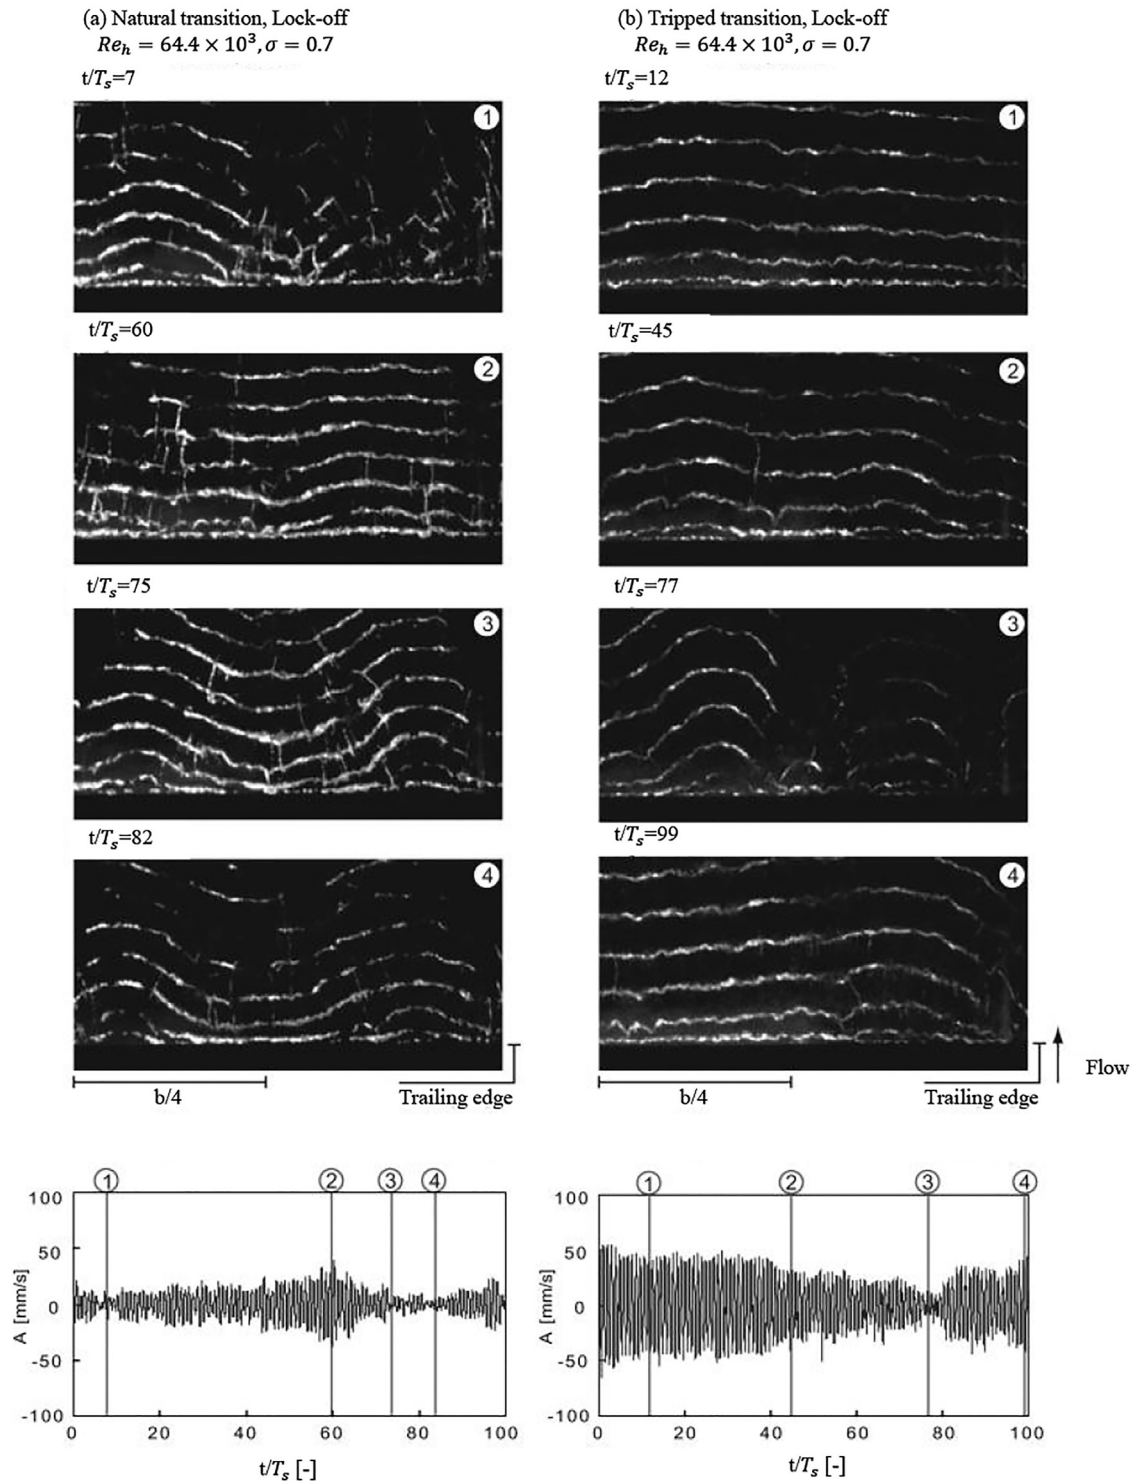 (a) Natural transition, Lock-off
Re_h = 64.4 × 10³, σ = 0.7
t/T_s=7
1
t/T_s=60
2
t/T_s=75
3
t/T_s=82
4
b/4
Trailing edge
(b) Tripped transition, Lock-off
Re_h = 64.4 × 10³, σ = 0.7
t/T_s=12
1
t/T_s=45
2
t/T_s=77
3
t/T_s=99
4
b/4
Trailing edge
Flow
1 2 3 4
100
50
0
-50
-100
A [mm/s]
0 20 40 60 80 100
t/T_s [-]
1 2 3 4
100
50
0
-50
-100
A [mm/s]
0 20 40 60 80 100
t/T_s [-]